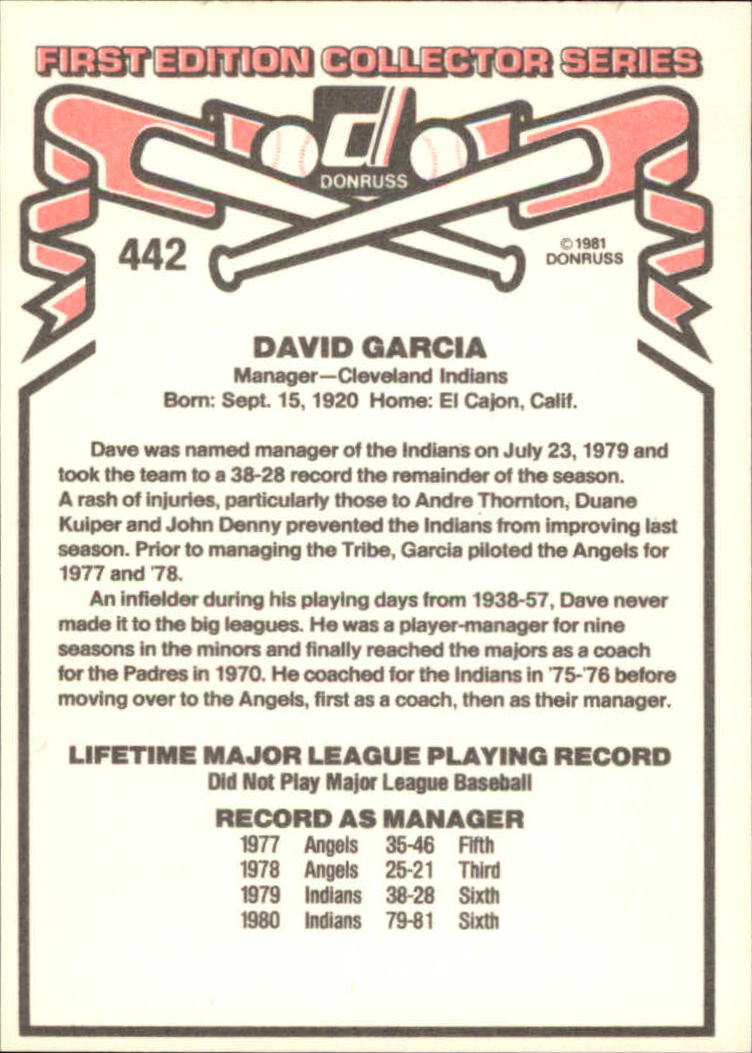 FIRST EDITION COLLECTOR SERIES
d
DONRUSS
442
© 1981
DONRUSS
DAVID GARCIA
Manager—Cleveland Indians
Born: Sept. 15, 1920 Home: El Cajon, Calif.
Dave was named manager of the Indians on July 23, 1979 and
took the team to a 38-28 record the remainder of the season.
A rash of injuries, particularly those to Andre Thornton, Duane
Kuiper and John Denny prevented the Indians from improving last
season. Prior to managing the Tribe, Garcia piloted the Angels for
1977 and '78.
An infielder during his playing days from 1938-57, Dave never
made it to the big leagues. He was a player-manager for nine
seasons in the minors and finally reached the majors as a coach
for the Padres in 1970. He coached for the Indians in '75-'76 before
moving over to the Angels, first as a coach, then as their manager.
LIFETIME MAJOR LEAGUE PLAYING RECORD
Did Not Play Major League Baseball
RECORD AS MANAGER
1977 Angels 35-46 Fifth
1978 Angels 25-21 Third
1979 Indians 38-28 Sixth
1980 Indians 79-81 Sixth